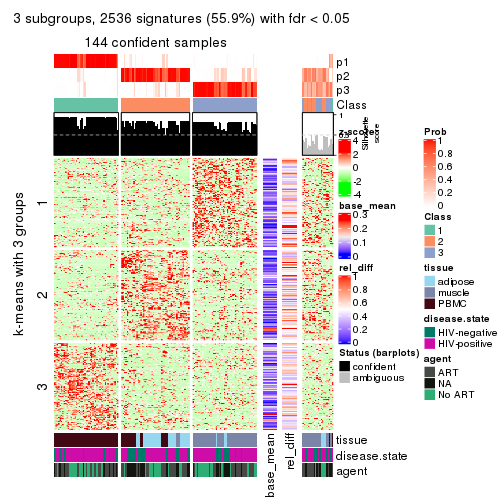 3 subgroups, 2536 signatures (55.9%) with fdr < 0.05
144 confident samples
p1
p2
p3
Class
1
Silhouette
score
k-means with 3 groups
1
2
3
z-score
4
2
0
-2
-4
base_mean
0.3
0.2
0.1
0
rel_diff
1
0.8
0.6
0.4
0.2
0
Status (barplots)
confident
ambiguous
Prob
1
0.8
0.6
0.4
0.2
0
Class
1
2
3
tissue
adipose
muscle
PBMC
disease.state
HIV-negative
HIV-positive
agent
ART
NA
No ART
tissue
disease.state
agent
base_mean
rel_diff